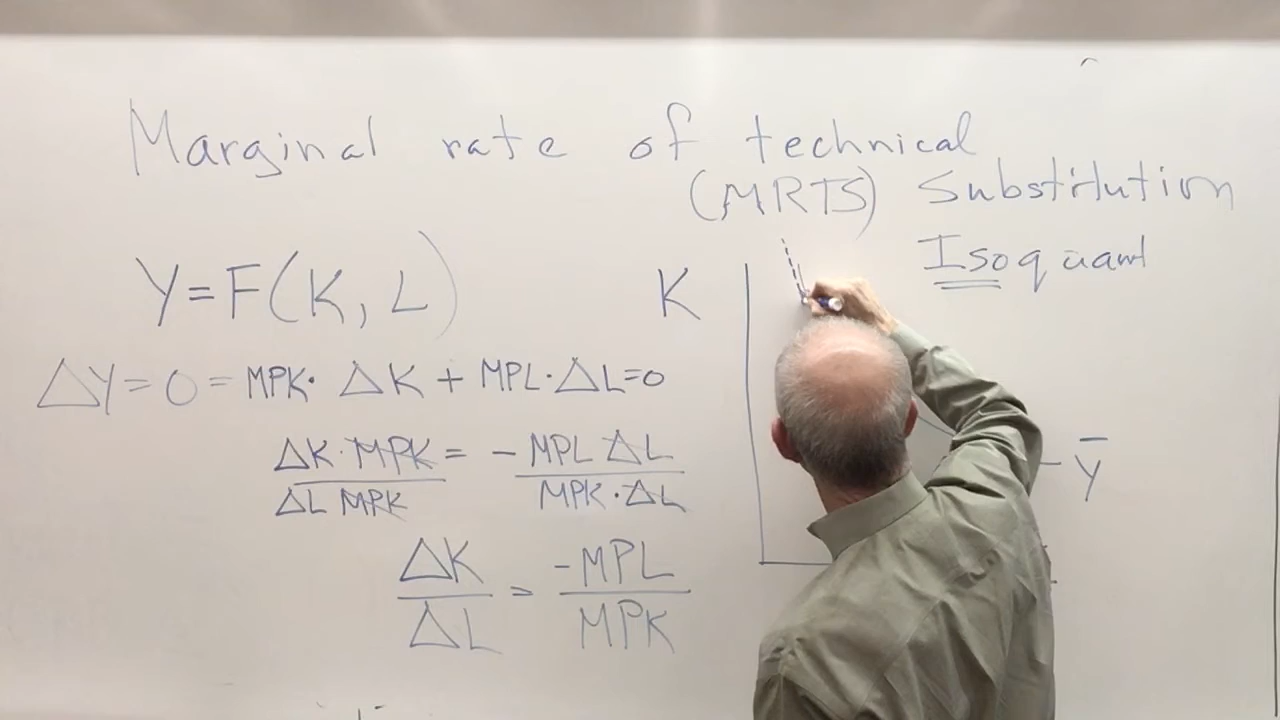 Marginal rate of technical
(MRTS) Substitution
Isoquant
Y=F(K, L)
K
ΔY=0=MPK· ΔK+MPL·ΔL=0
ΔK·MPK = -MPL ΔL
ΔL MPK MPK·ΔL
Ȳ
ΔK = -MPL
ΔL MPK